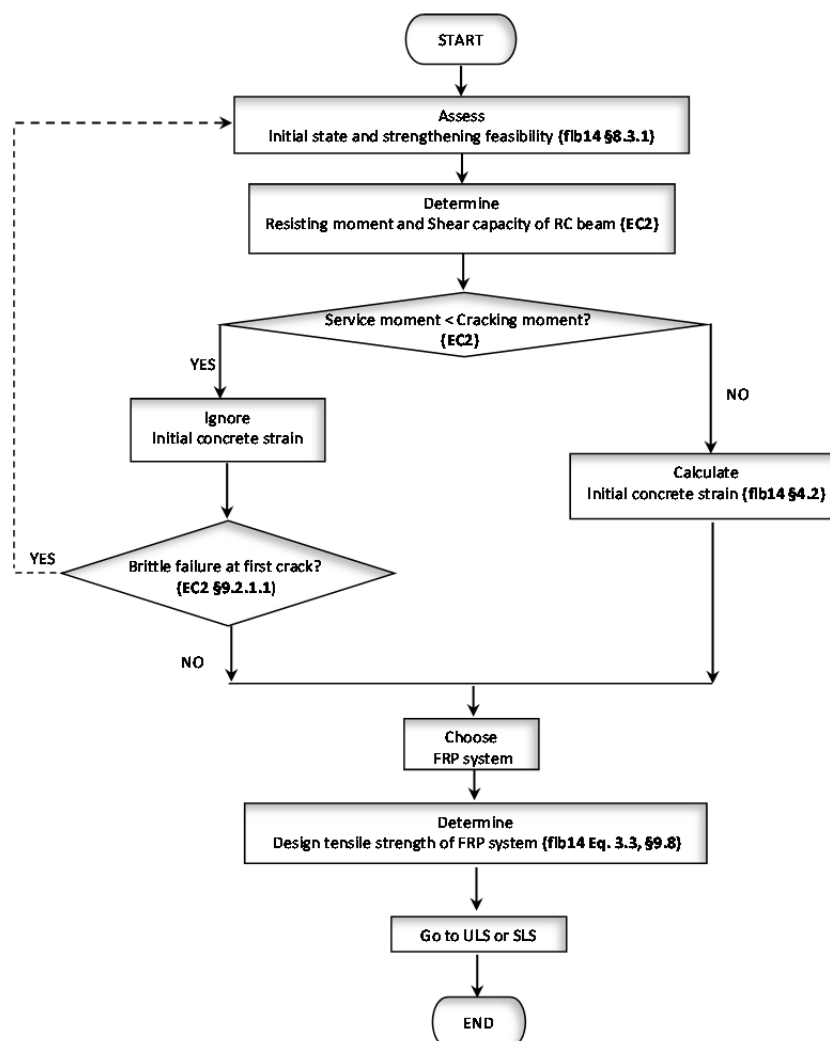 START
Assess
Initial state and strengthening feasibility {fib14 §8.3.1}
Determine
Resisting moment and Shear capacity of RC beam {EC2}
Service moment < Cracking moment?
{EC2}
YES
NO
Ignore
Initial concrete strain
Calculate
Initial concrete strain {fib14 §4.2}
YES
Brittle failure at first crack?
{EC2 §9.2.1.1)
NO
Choose
FRP system
Determine
Design tensile strength of FRP system {fib14 Eq. 3.3, §9.8}
Go to ULS or SLS
END